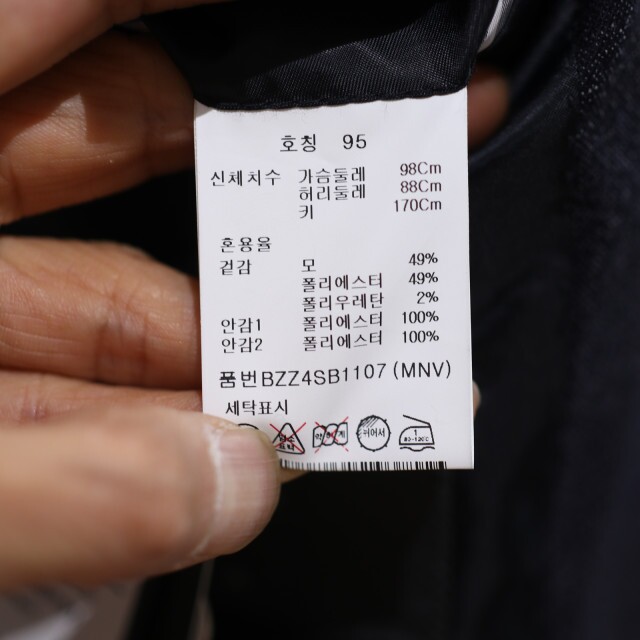 호칭 95
신체치수 가슴둘레 98Cm
허리둘레 88Cm
키 170Cm
혼용율
겉감 모 49%
폴리에스터 49%
폴리우레탄 2%
안감1 폴리에스터 100%
안감2 폴리에스터 100%
품번BZZ4SB1107(MNV)
세탁표시
뉘어서